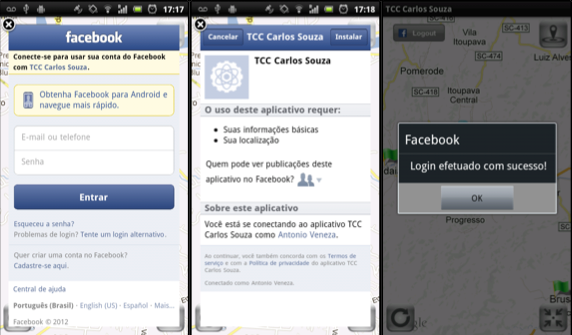 17:17
facebook
Conecte-se para usar sua conta do Facebook
com TCC Carlos Souza.
Obtenha Facebook para Android e
navegue mais rápido.
E-mail ou telefone
Senha
Entrar
Esqueceu a senha?
Problemas de login? Tente um login alternativo.
Quer criar uma conta no Facebook?
Cadastre-se aqui.
Central de ajuda
Português (Brasil) · English (US) · Español · Mais...
Facebook © 2012
17:18
Cancelar
TCC Carlos Souza
Instalar
TCC Carlos Souza
O uso deste aplicativo requer:
• Suas informações básicas
• Sua localização
Quem pode ver publicações deste
aplicativo no Facebook?
Sobre este aplicativo
Você está se conectando ao aplicativo TCC
Carlos Souza como Antonio Veneza.
Ao continuar, você também concorda com os Termos de
serviço e com a Política de privacidade do aplicativo TCC
Carlos Souza.
Conectado como Antonio Veneza.
TCC Carlos Souza
SC-413
Logout
Vila
Itoupava
Luiz Alves
SC-474
Pomerode
SC-418
Itoupava
Central
Facebook
Login efetuado com sucesso!
OK
Progresso